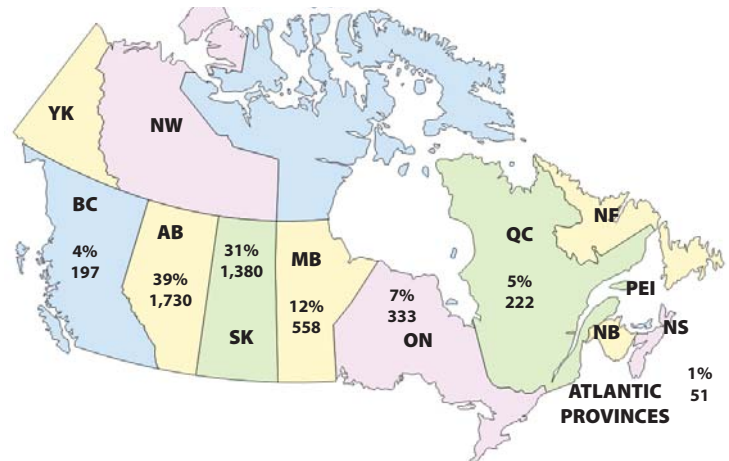 YK
NW
BC
4%
197
AB
39%
1,730
31%
1,380
SK
MB
12%
558
7%
333
ON
QC
5%
222
NF
PEI
NB
NS
ATLANTIC
PROVINCES
1%
51